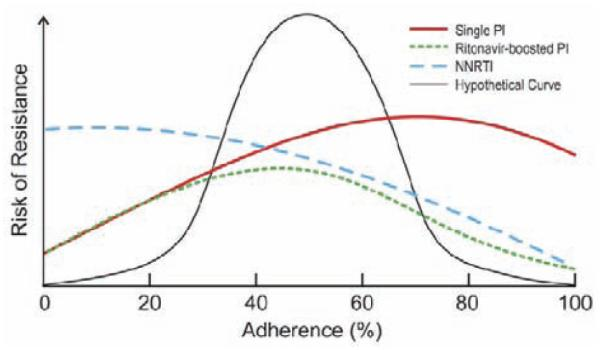 Single PI
Ritonavir-boosted PI
NNRTI
Hypothetical Curve
Risk of Resistance
0 20 40 60 80 100
Adherence (%)